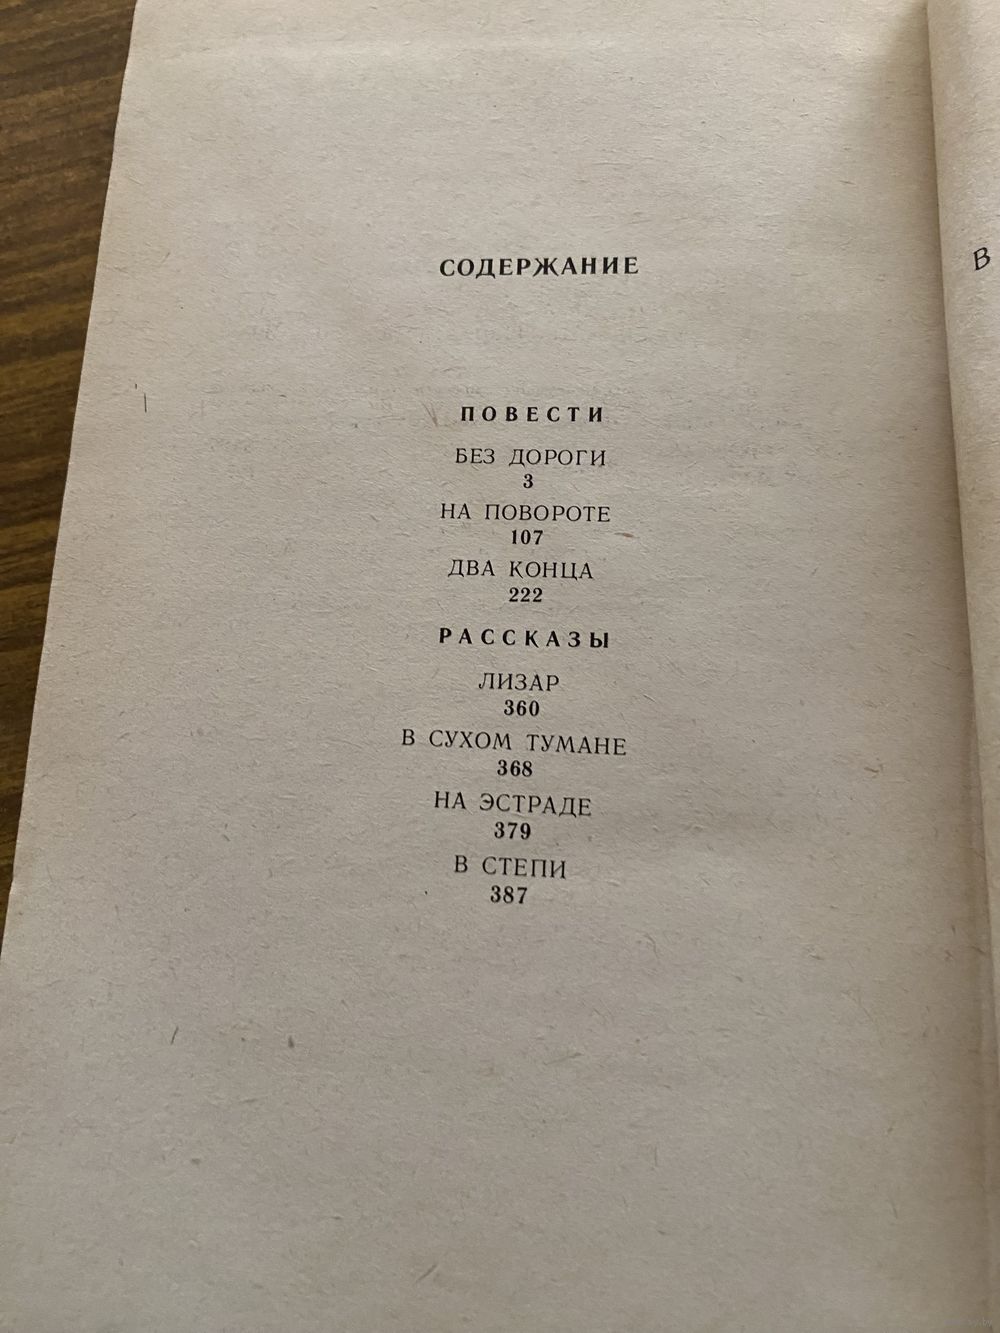 СОДЕРЖАНИЕ
ПОВЕСТИ
БЕЗ ДОРОГИ
3
НА ПОВОРОТЕ
107
ДВА КОНЦА
222
РАССКАЗЫ
ЛИЗАР
360
В СУХОМ ТУМАНЕ
368
НА ЭСТРАДЕ
379
В СТЕПИ
387
В